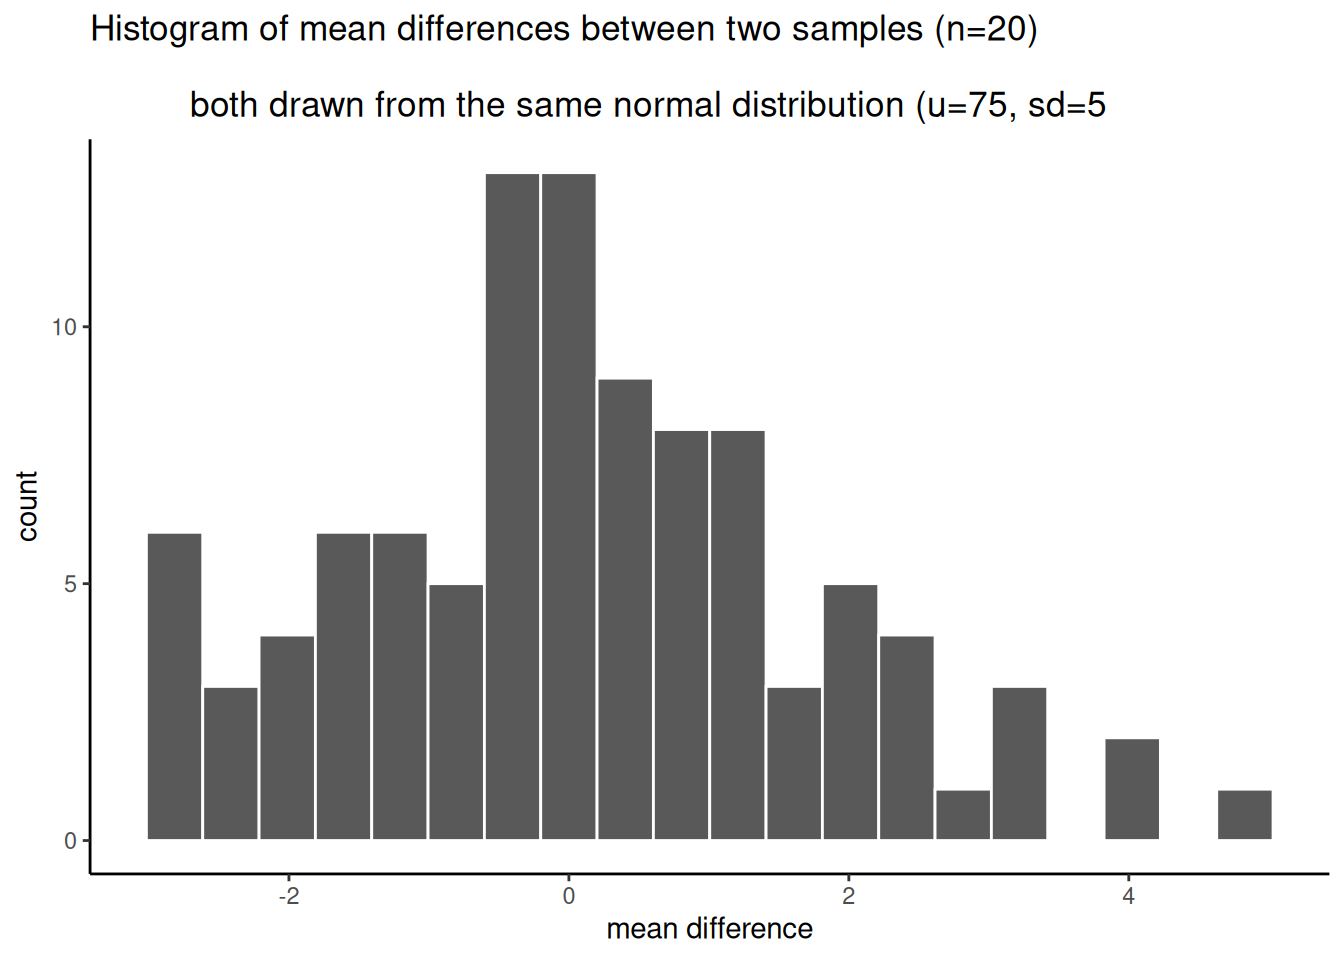 Histogram of mean differences between two samples (n=20)
both drawn from the same normal distribution (u=75, sd=5
count
10
5
0
-2 0 2 4
mean difference